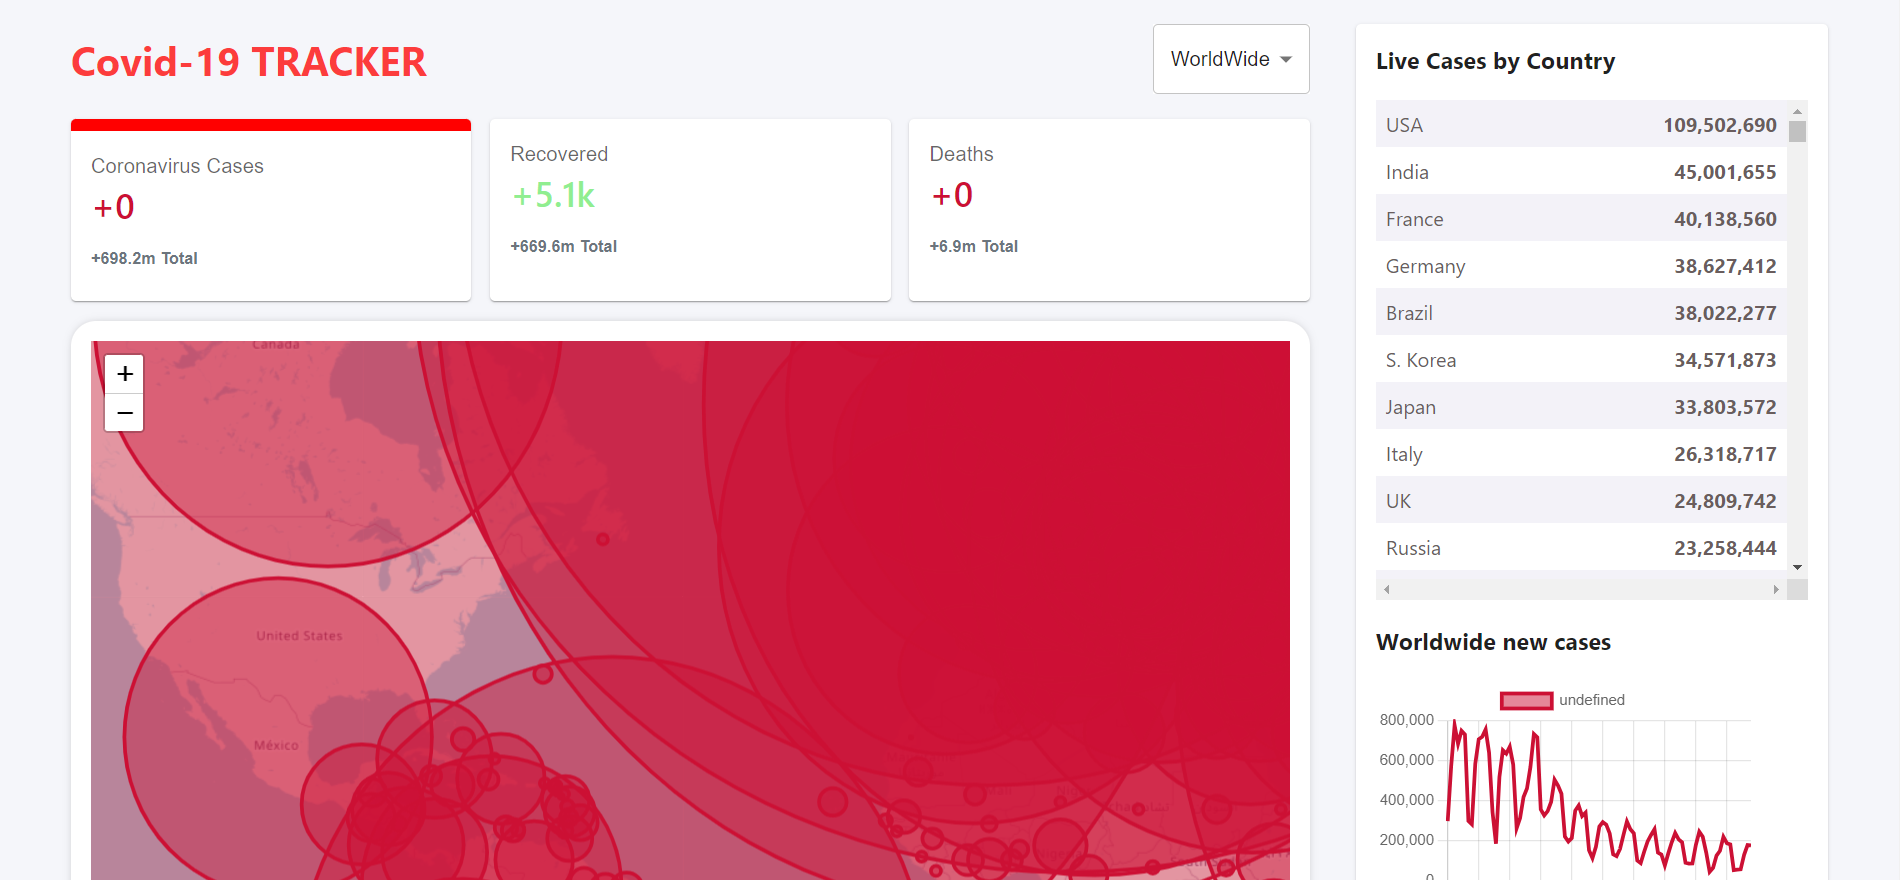 Covid-19 TRACKER
WorldWide
Coronavirus Cases
+0
+698.2m Total
Recovered
+5.1k
+669.6m Total
Deaths
+0
+6.9m Total
Canada
+
−
United States
México
Live Cases by Country
USA 109,502,690
India 45,001,655
France 40,138,560
Germany 38,627,412
Brazil 38,022,277
S. Korea 34,571,873
Japan 33,803,572
Italy 26,318,717
UK 24,809,742
Russia 23,258,444
Worldwide new cases
undefined
800,000
600,000
400,000
200,000
0